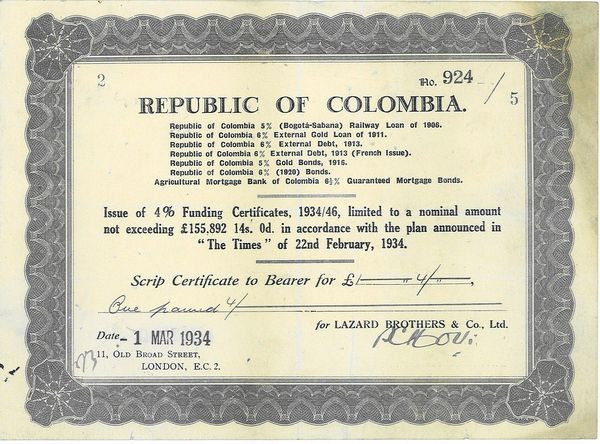 2
No. 924
5
REPUBLIC OF COLOMBIA.
Republic of Colombia 5% (Bogotá-Sabana) Railway Loan of 1906.
Republic of Colombia 6% External Gold Loan of 1911.
Republic of Colombia 6% External Debt, 1913.
Republic of Colombia 6% External Debt, 1913 (French Issue).
Republic of Colombia 5% Gold Bonds, 1916.
Republic of Colombia 6% (1920) Bonds.
Agricultural Mortgage Bank of Colombia 6½% Guaranteed Mortgage Bonds.
Issue of 4% Funding Certificates, 1934/46, limited to a nominal amount
not exceeding £155,892 14s. 0d. in accordance with the plan announced in
“The Times” of 22nd February, 1934.
Scrip Certificate to Bearer for £1 — " 4/ —,
One pound 4/
for LAZARD BROTHERS & Co., Ltd.
Date - 1 MAR 1934
11, OLD BROAD STREET,
LONDON, E.C. 2.